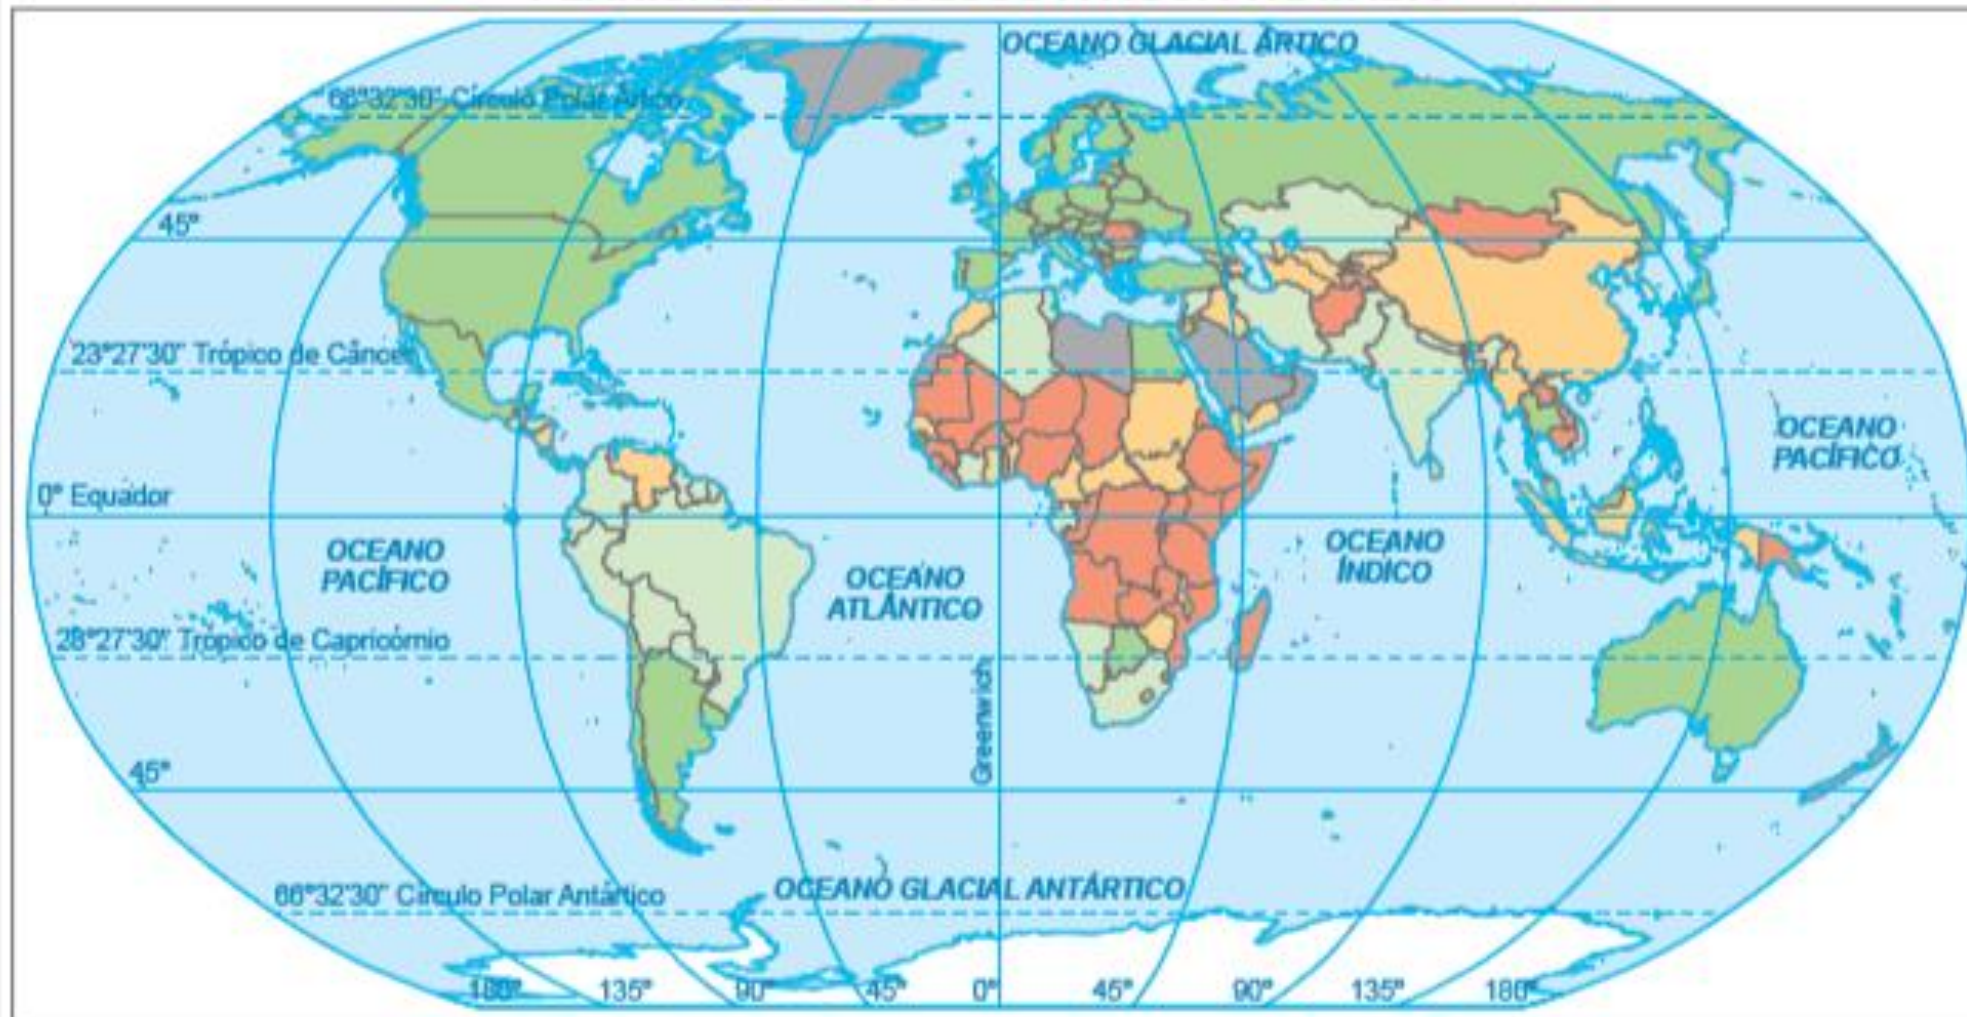 OCEANO GLACIAL ÁRTICO
66°32'30" Círculo Polar Ártico
45°
23°27'30" Trópico de Câncer
OCEANO
PACÍFICO
0° Equador
OCEANO
PACÍFICO
OCEANO
ATLÂNTICO
OCEANO
ÍNDICO
28°27'30" Trópico de Capricórnio
Greenwich
45°
66°32'30" Círculo Polar Antártico
OCEANO GLACIAL ANTÁRTICO
180° 135° 90° 45° 0° 45° 90° 135° 180°